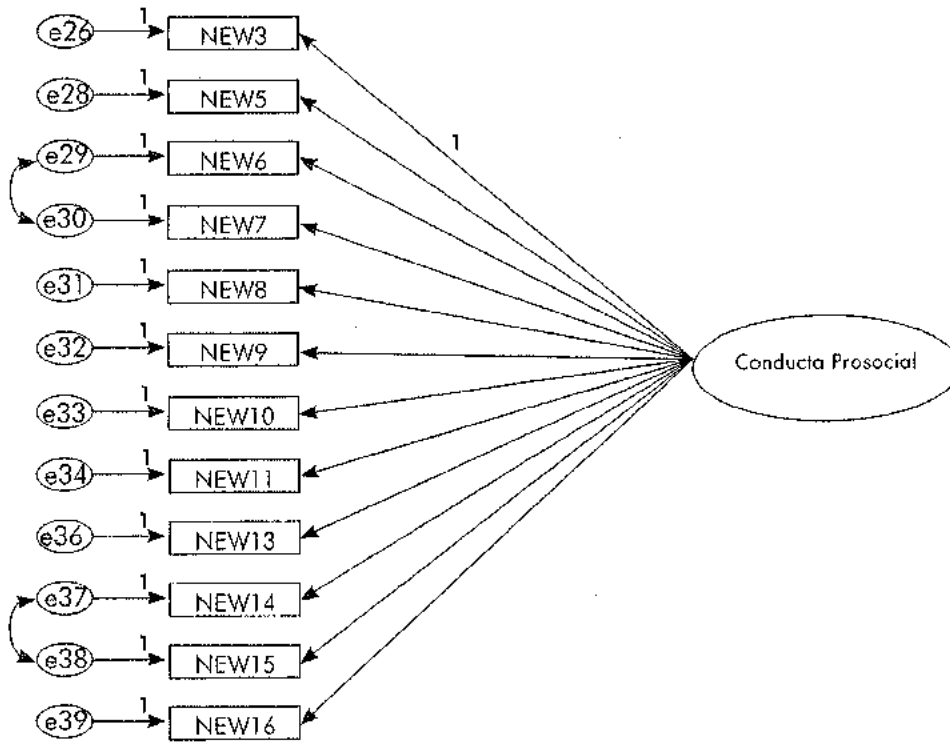 e26 1 NEW3
e28 1 NEW5
1
e29 1 NEW6
e30 1 NEW7
e31 1 NEW8
e32 1 NEW9
Conducta Prosocial
e33 1 NEW10
e34 1 NEW11
e36 1 NEW13
e37 1 NEW14
e38 1 NEW15
e39 1 NEW16